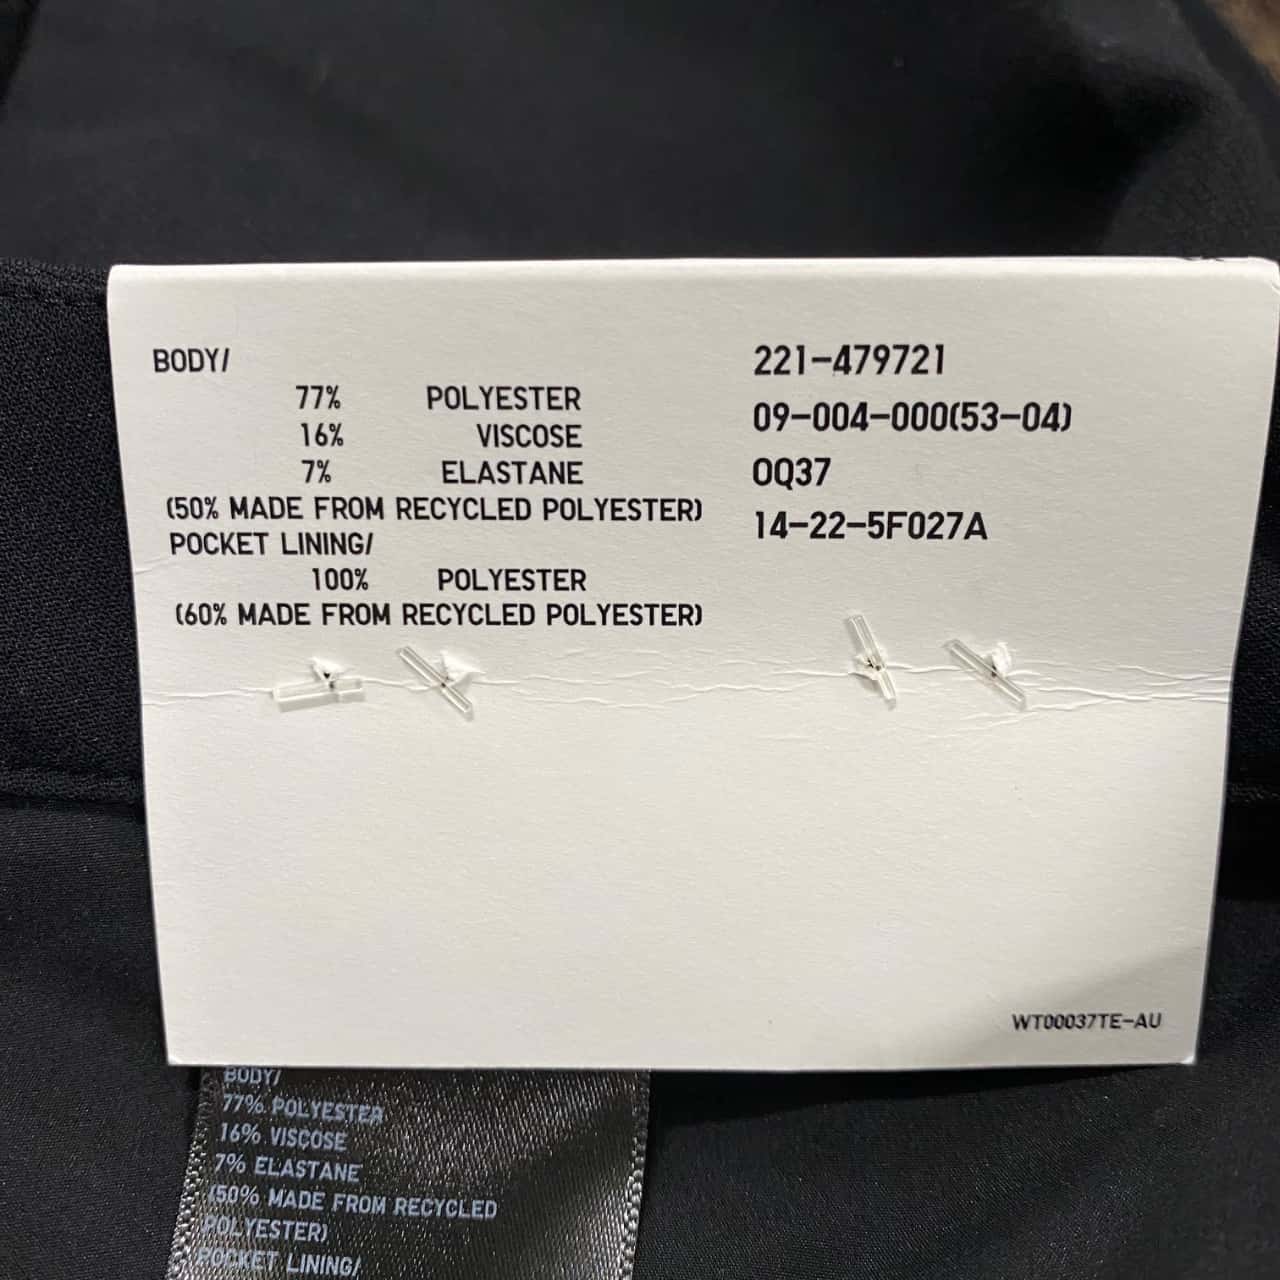 BODY/
77% POLYESTER
16% VISCOSE
7% ELASTANE
(50% MADE FROM RECYCLED POLYESTER)
POCKET LINING/
100% POLYESTER
(60% MADE FROM RECYCLED POLYESTER)
221-479721
09-004-000(53-04)
0Q37
14-22-5F027A
WT00037TE-AU
BODY/
77% POLYESTER
16% VISCOSE
7% ELASTANE
(50% MADE FROM RECYCLED
POLYESTER)
POCKET LINING/